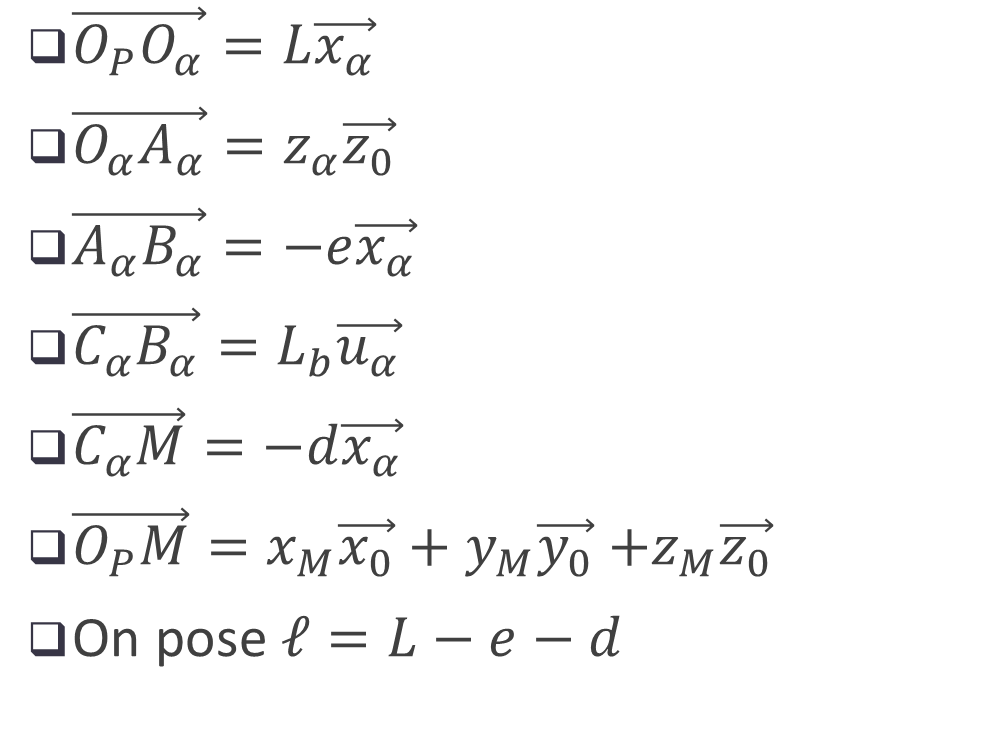 ❑ $\overrightarrow{O_P O_\alpha} = L\overrightarrow{x_\alpha}$
❑ $\overrightarrow{O_\alpha A_\alpha} = z_\alpha \overrightarrow{z_0}$
❑ $\overrightarrow{A_\alpha B_\alpha} = -e\overrightarrow{x_\alpha}$
❑ $\overrightarrow{C_\alpha B_\alpha} = L_b \overrightarrow{u_\alpha}$
❑ $\overrightarrow{C_\alpha M} = -d\overrightarrow{x_\alpha}$
❑ $\overrightarrow{O_P M} = x_M \overrightarrow{x_0} + y_M \overrightarrow{y_0} + z_M \overrightarrow{z_0}$
❑ On pose $\ell = L - e - d$